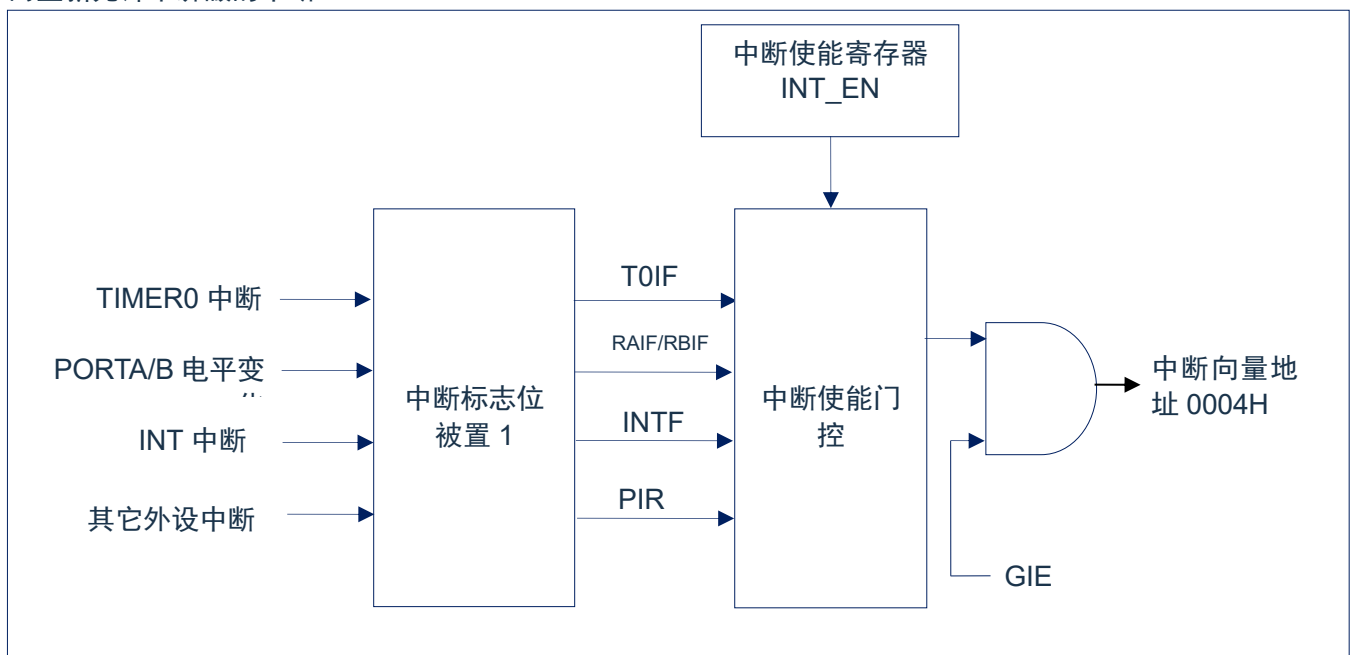 中断使能寄存器
INT_EN
TIMER0 中断
PORTA/B 电平变
INT 中断
其它外设中断
中断标志位
被置 1
T0IF
RAIF/RBIF
INTF
PIR
中断使能门
控
中断向量地
址 0004H
GIE